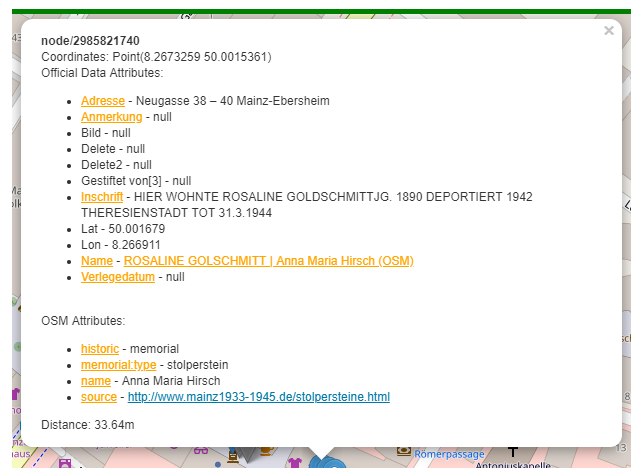 ×
node/2985821740
Coordinates: Point(8.2673259 50.0015361)
Official Data Attributes:
Adresse - Neugasse 38 – 40 Mainz-Ebersheim
Anmerkung - null
Bild - null
Delete - null
Delete2 - null
Gestiftet von[3] - null
Inschrift - HIER WOHNTE ROSALINE GOLDSCHMITTJG. 1890 DEPORTIERT 1942
THERESIENSTADT TOT 31.3.1944
Lat - 50.001679
Lon - 8.266911
Name - ROSALINE GOLSCHMITT | Anna Maria Hirsch (OSM)
Verlegedatum - null
OSM Attributes:
historic - memorial
memorial:type - stolperstein
name - Anna Maria Hirsch
source - http://www.mainz1933-1945.de/stolpersteine.html
Distance: 33.64m
Römerpassage
13
Antoniuskapelle